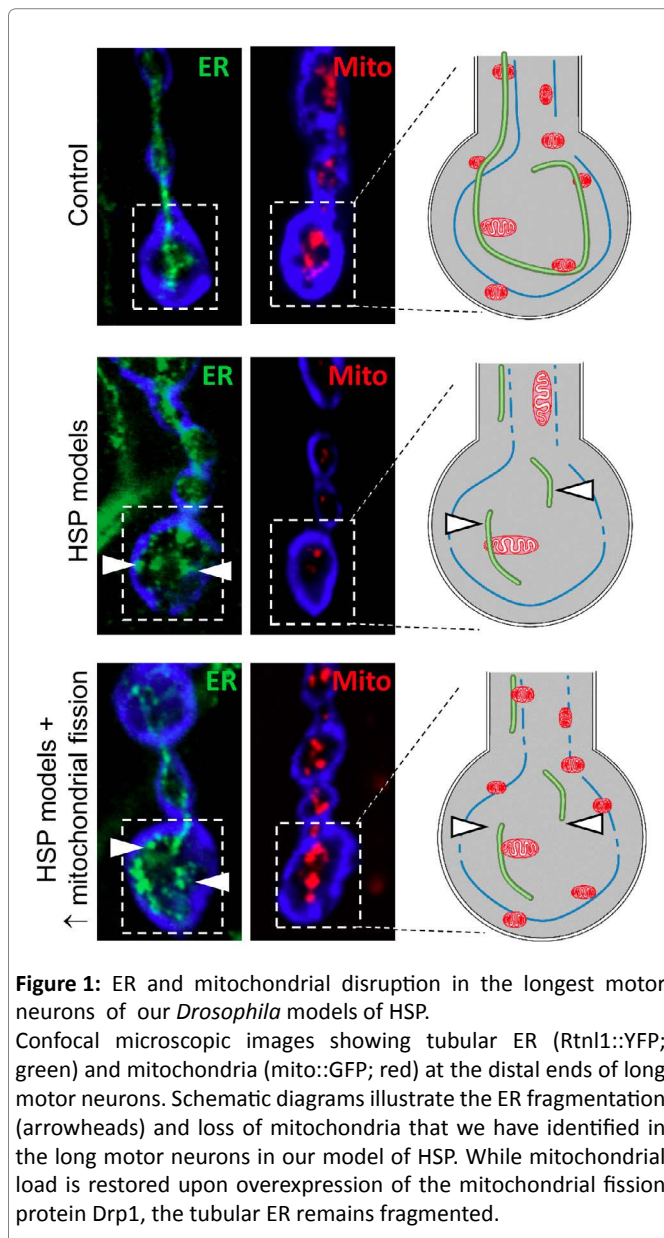 ER
Mito
Control
ER
Mito
HSP models
ER
Mito
HSP models +
↑ mitochondrial fission
Figure 1: ER and mitochondrial disruption in the longest motor
neurons of our Drosophila models of HSP.
Confocal microscopic images showing tubular ER (Rtnl1::YFP;
green) and mitochondria (mito::GFP; red) at the distal ends of long
motor neurons. Schematic diagrams illustrate the ER fragmentation
(arrowheads) and loss of mitochondria that we have identified in
the long motor neurons in our model of HSP. While mitochondrial
load is restored upon overexpression of the mitochondrial fission
protein Drp1, the tubular ER remains fragmented.